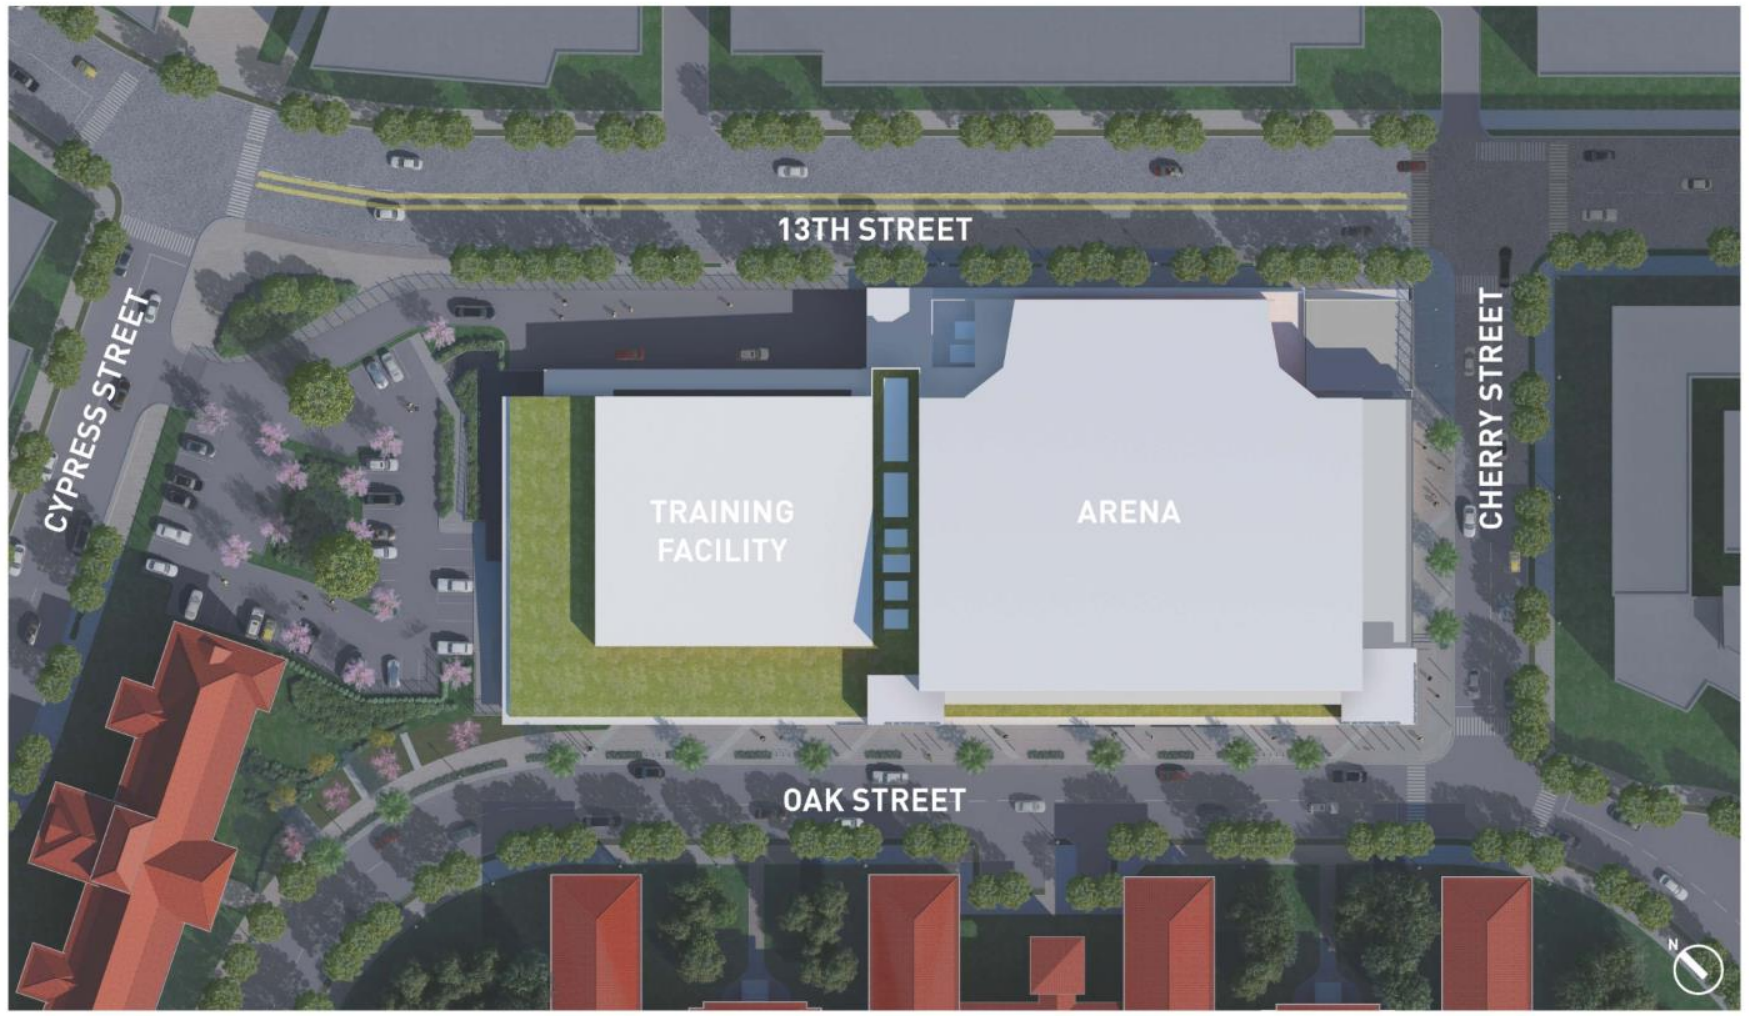 13TH STREET
CYPRESS STREET
CHERRY STREET
TRAINING
FACILITY
ARENA
OAK STREET
N